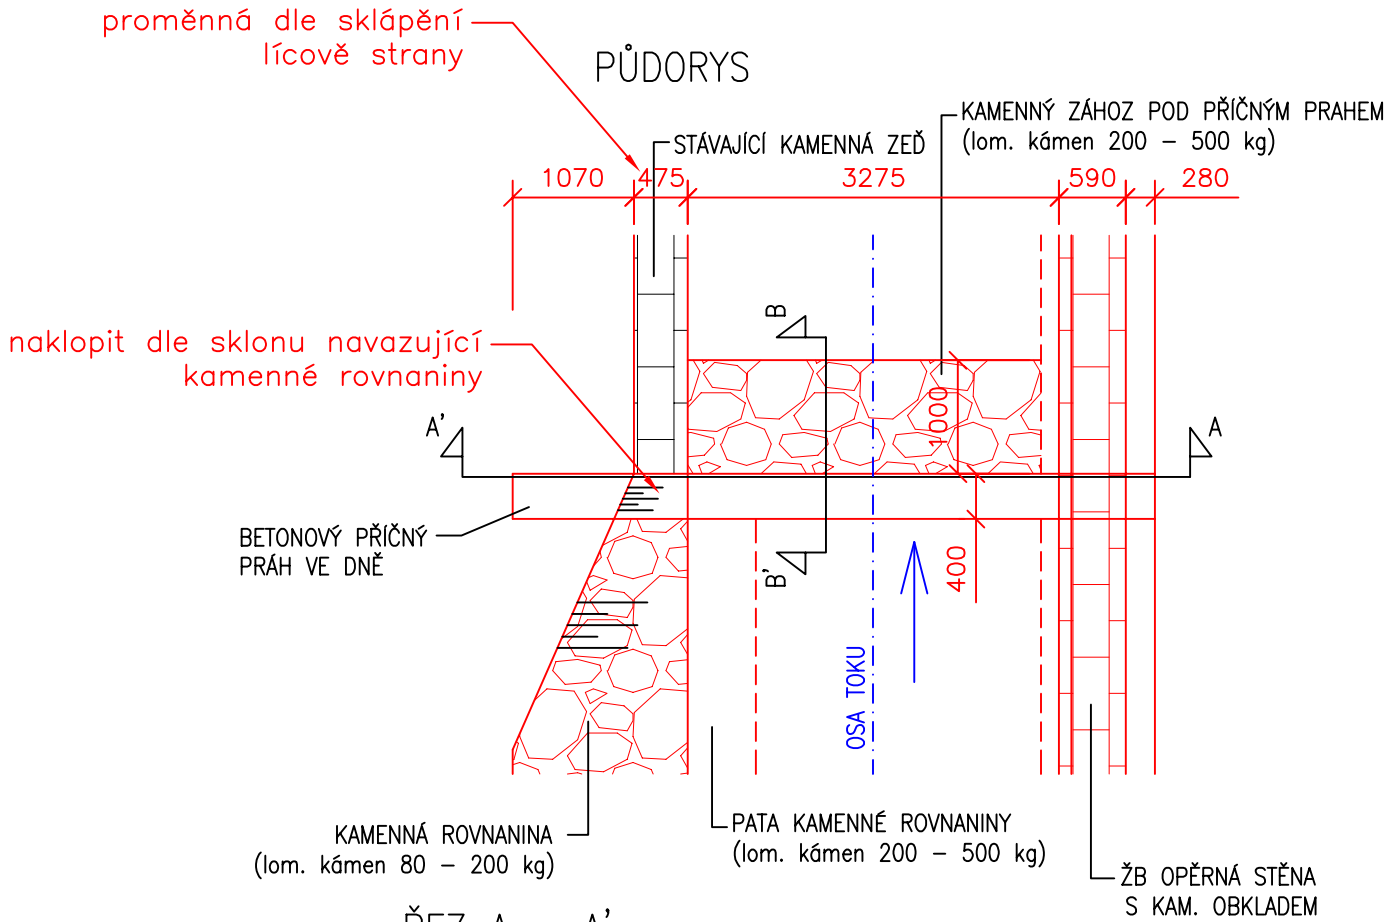 proměnná dle sklápění
lícově strany
PŮDORYS
KAMENNÝ ZÁHOZ POD PŘÍČNÝM PRAHEM
(lom. kámen 200 – 500 kg)
STÁVAJÍCÍ KAMENNÁ ZEĎ
1070
475
3275
590
280
B
naklopit dle sklonu navazující
kamenné rovnaniny
1000
A'
A
BETONOVÝ PŘÍČNÝ
PRÁH VE DNĚ
B'
400
OSA TOKU
KAMENNÁ ROVNANINA
(lom. kámen 80 – 200 kg)
PATA KAMENNÉ ROVNANINY
(lom. kámen 200 – 500 kg)
ŽB OPĚRNÁ STĚNA
S KAM. OBKLADEM
ŘEZ A A'